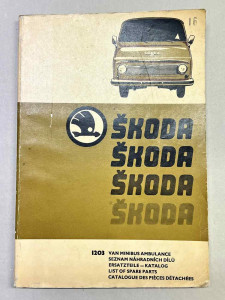 16
ŠKODA
ŠKODA
ŠKODA
ŠKODA
1203 VAN MINIBUS AMBULANCE
SEZNAM NÁHRADNÍCH DÍLŮ
ERSATZTEILE – KATALOG
LIST OF SPARE PARTS
CATALOGUE DES PIÈCES DÉTACHÉES